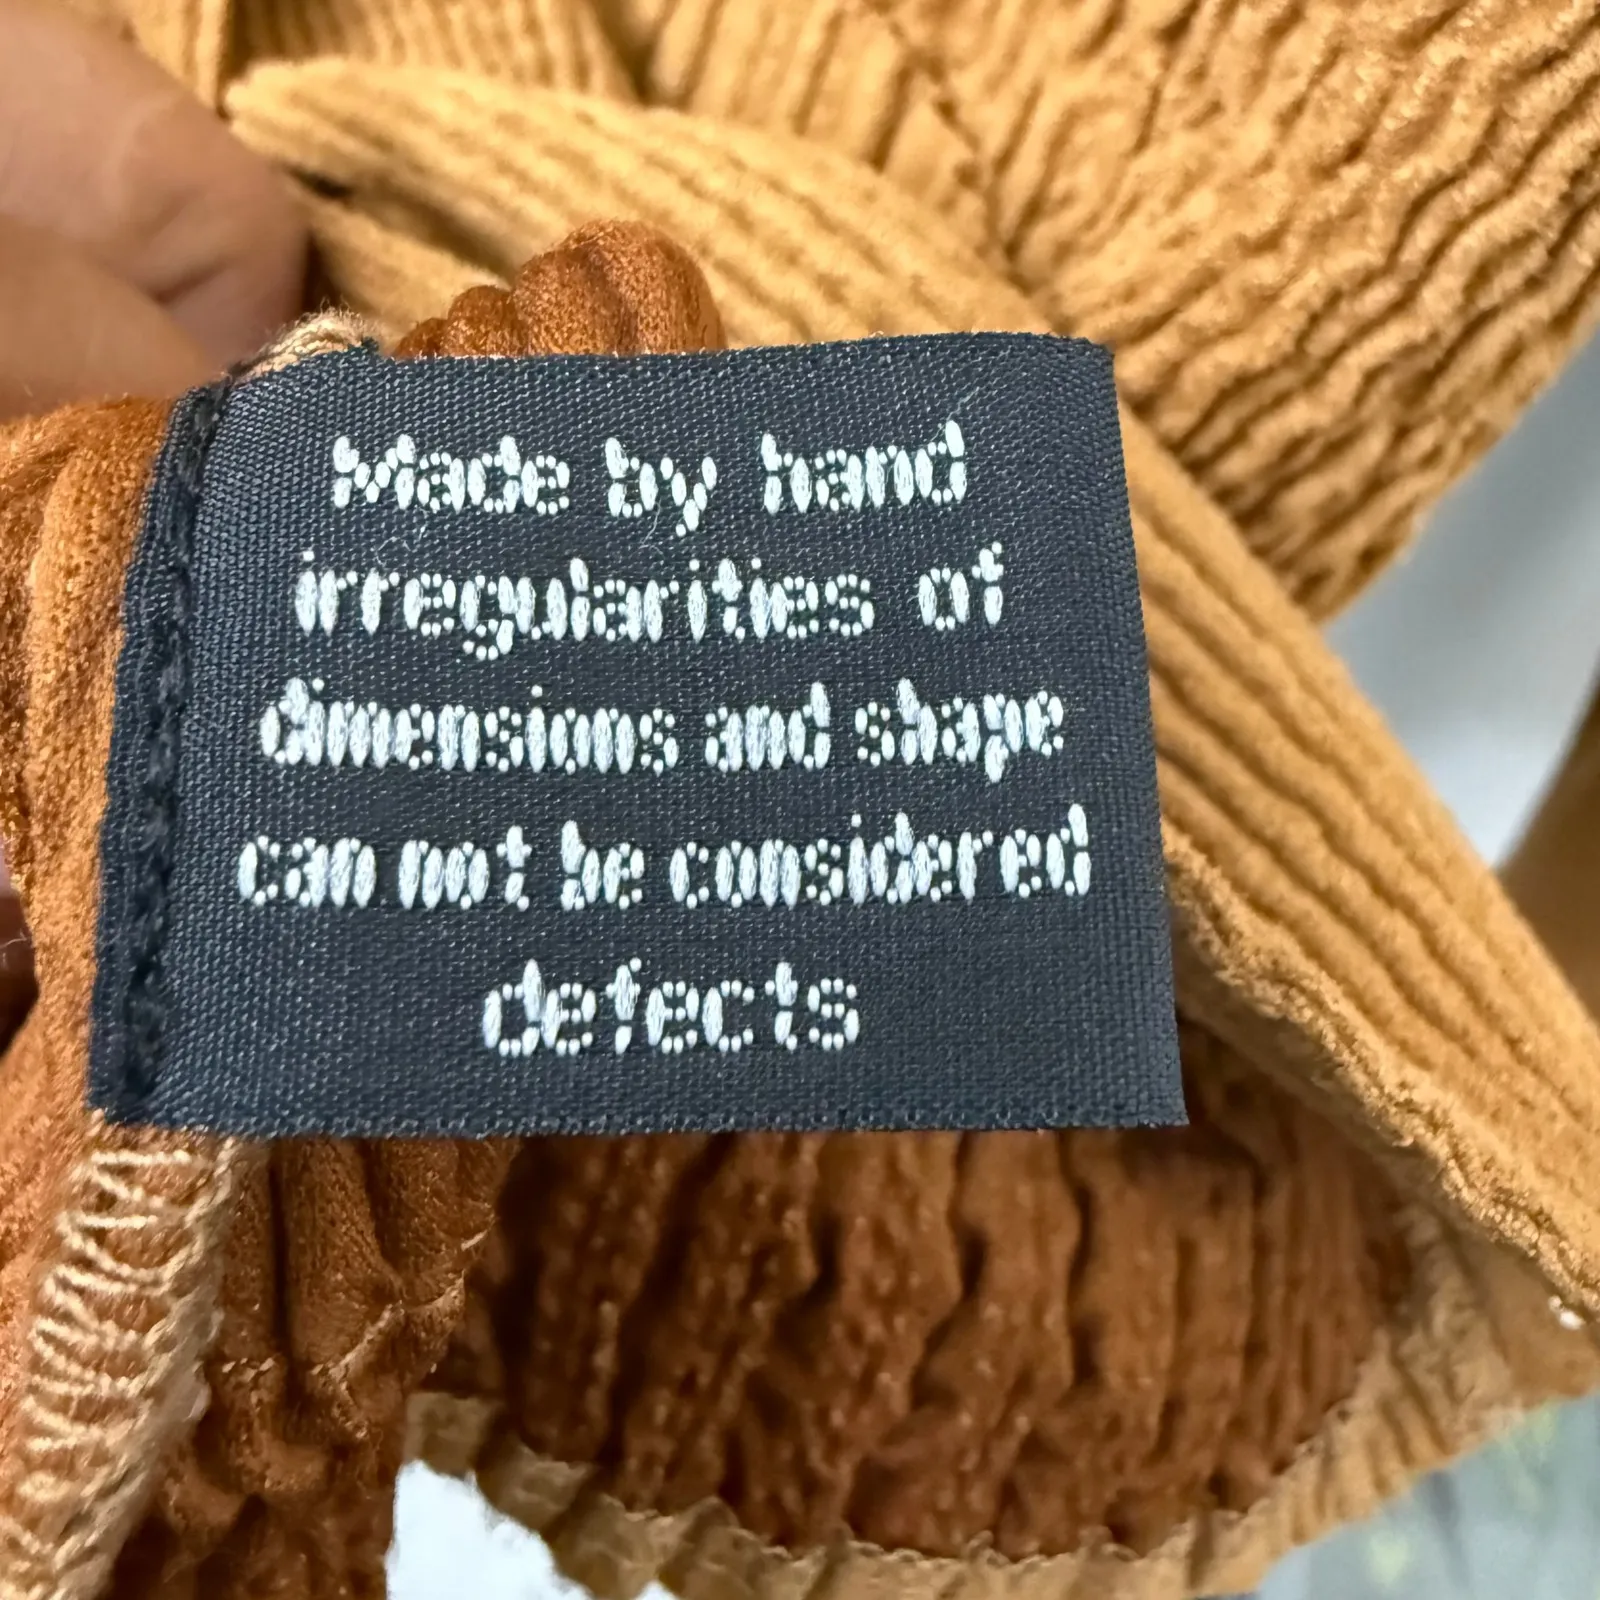 Made by hand
irregularities of
dimensions and shape
can not be considered
defects